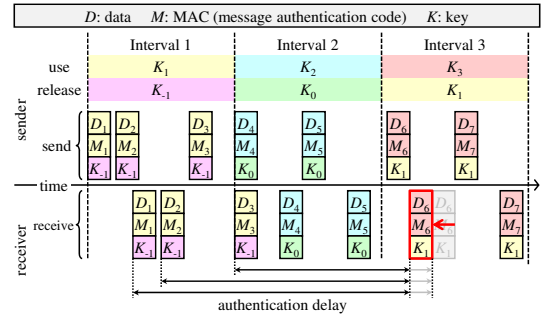 D: data M: MAC (message authentication code) K: key
Interval 1 Interval 2 Interval 3
use K₁ K₂ K₃
release K₋₁ K₀ K₁
sender
send
D₁ D₂ D₃ D₄ D₅ D₆ D₇
M₁ M₂ M₃ M₄ M₅ M₆ M₇
K₋₁ K₋₁ K₋₁ K₀ K₀ K₁ K₁
time
receiver
receive
D₁ D₂ D₃ D₄ D₅ D₆ D₆ D₇
M₁ M₂ M₃ M₄ M₅ M₆ M₆ M₇
K₋₁ K₋₁ K₋₁ K₀ K₀ K₁ K₁ K₁
authentication delay